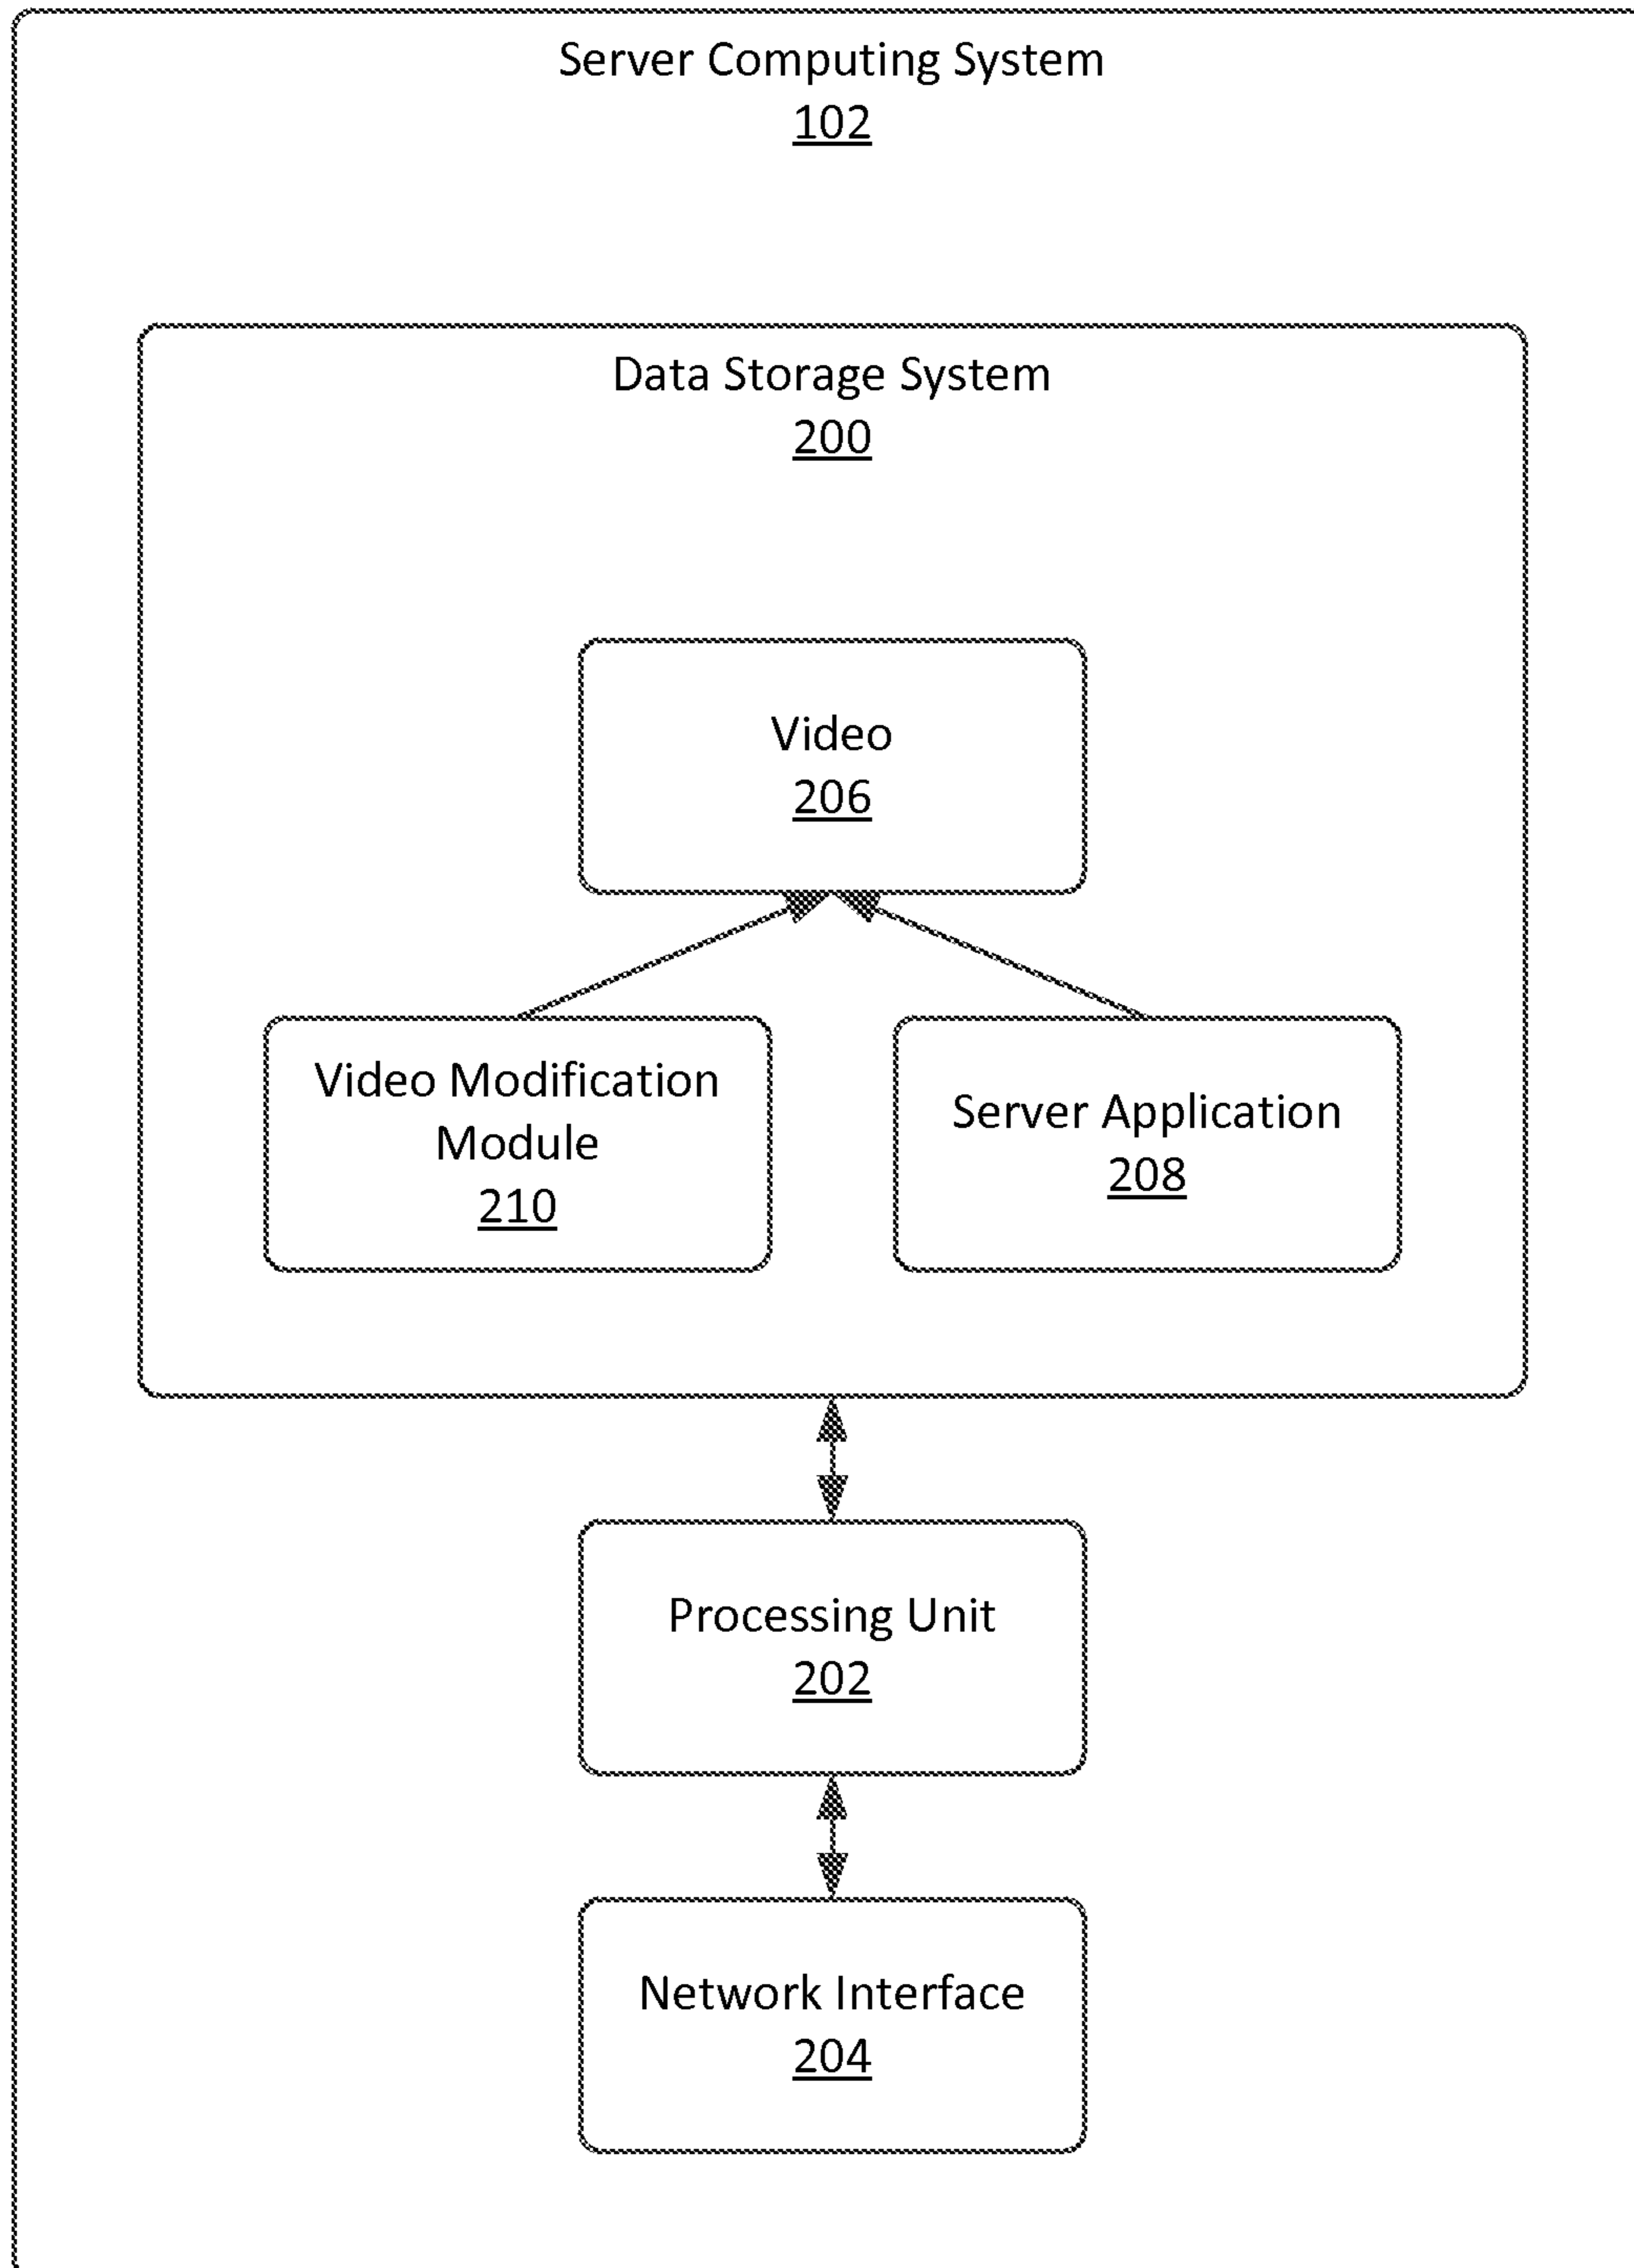 Server Computing System
102
Data Storage System
200
Video
206
Video Modification
Module
210
Server Application
208
Processing Unit
202
Network Interface
204